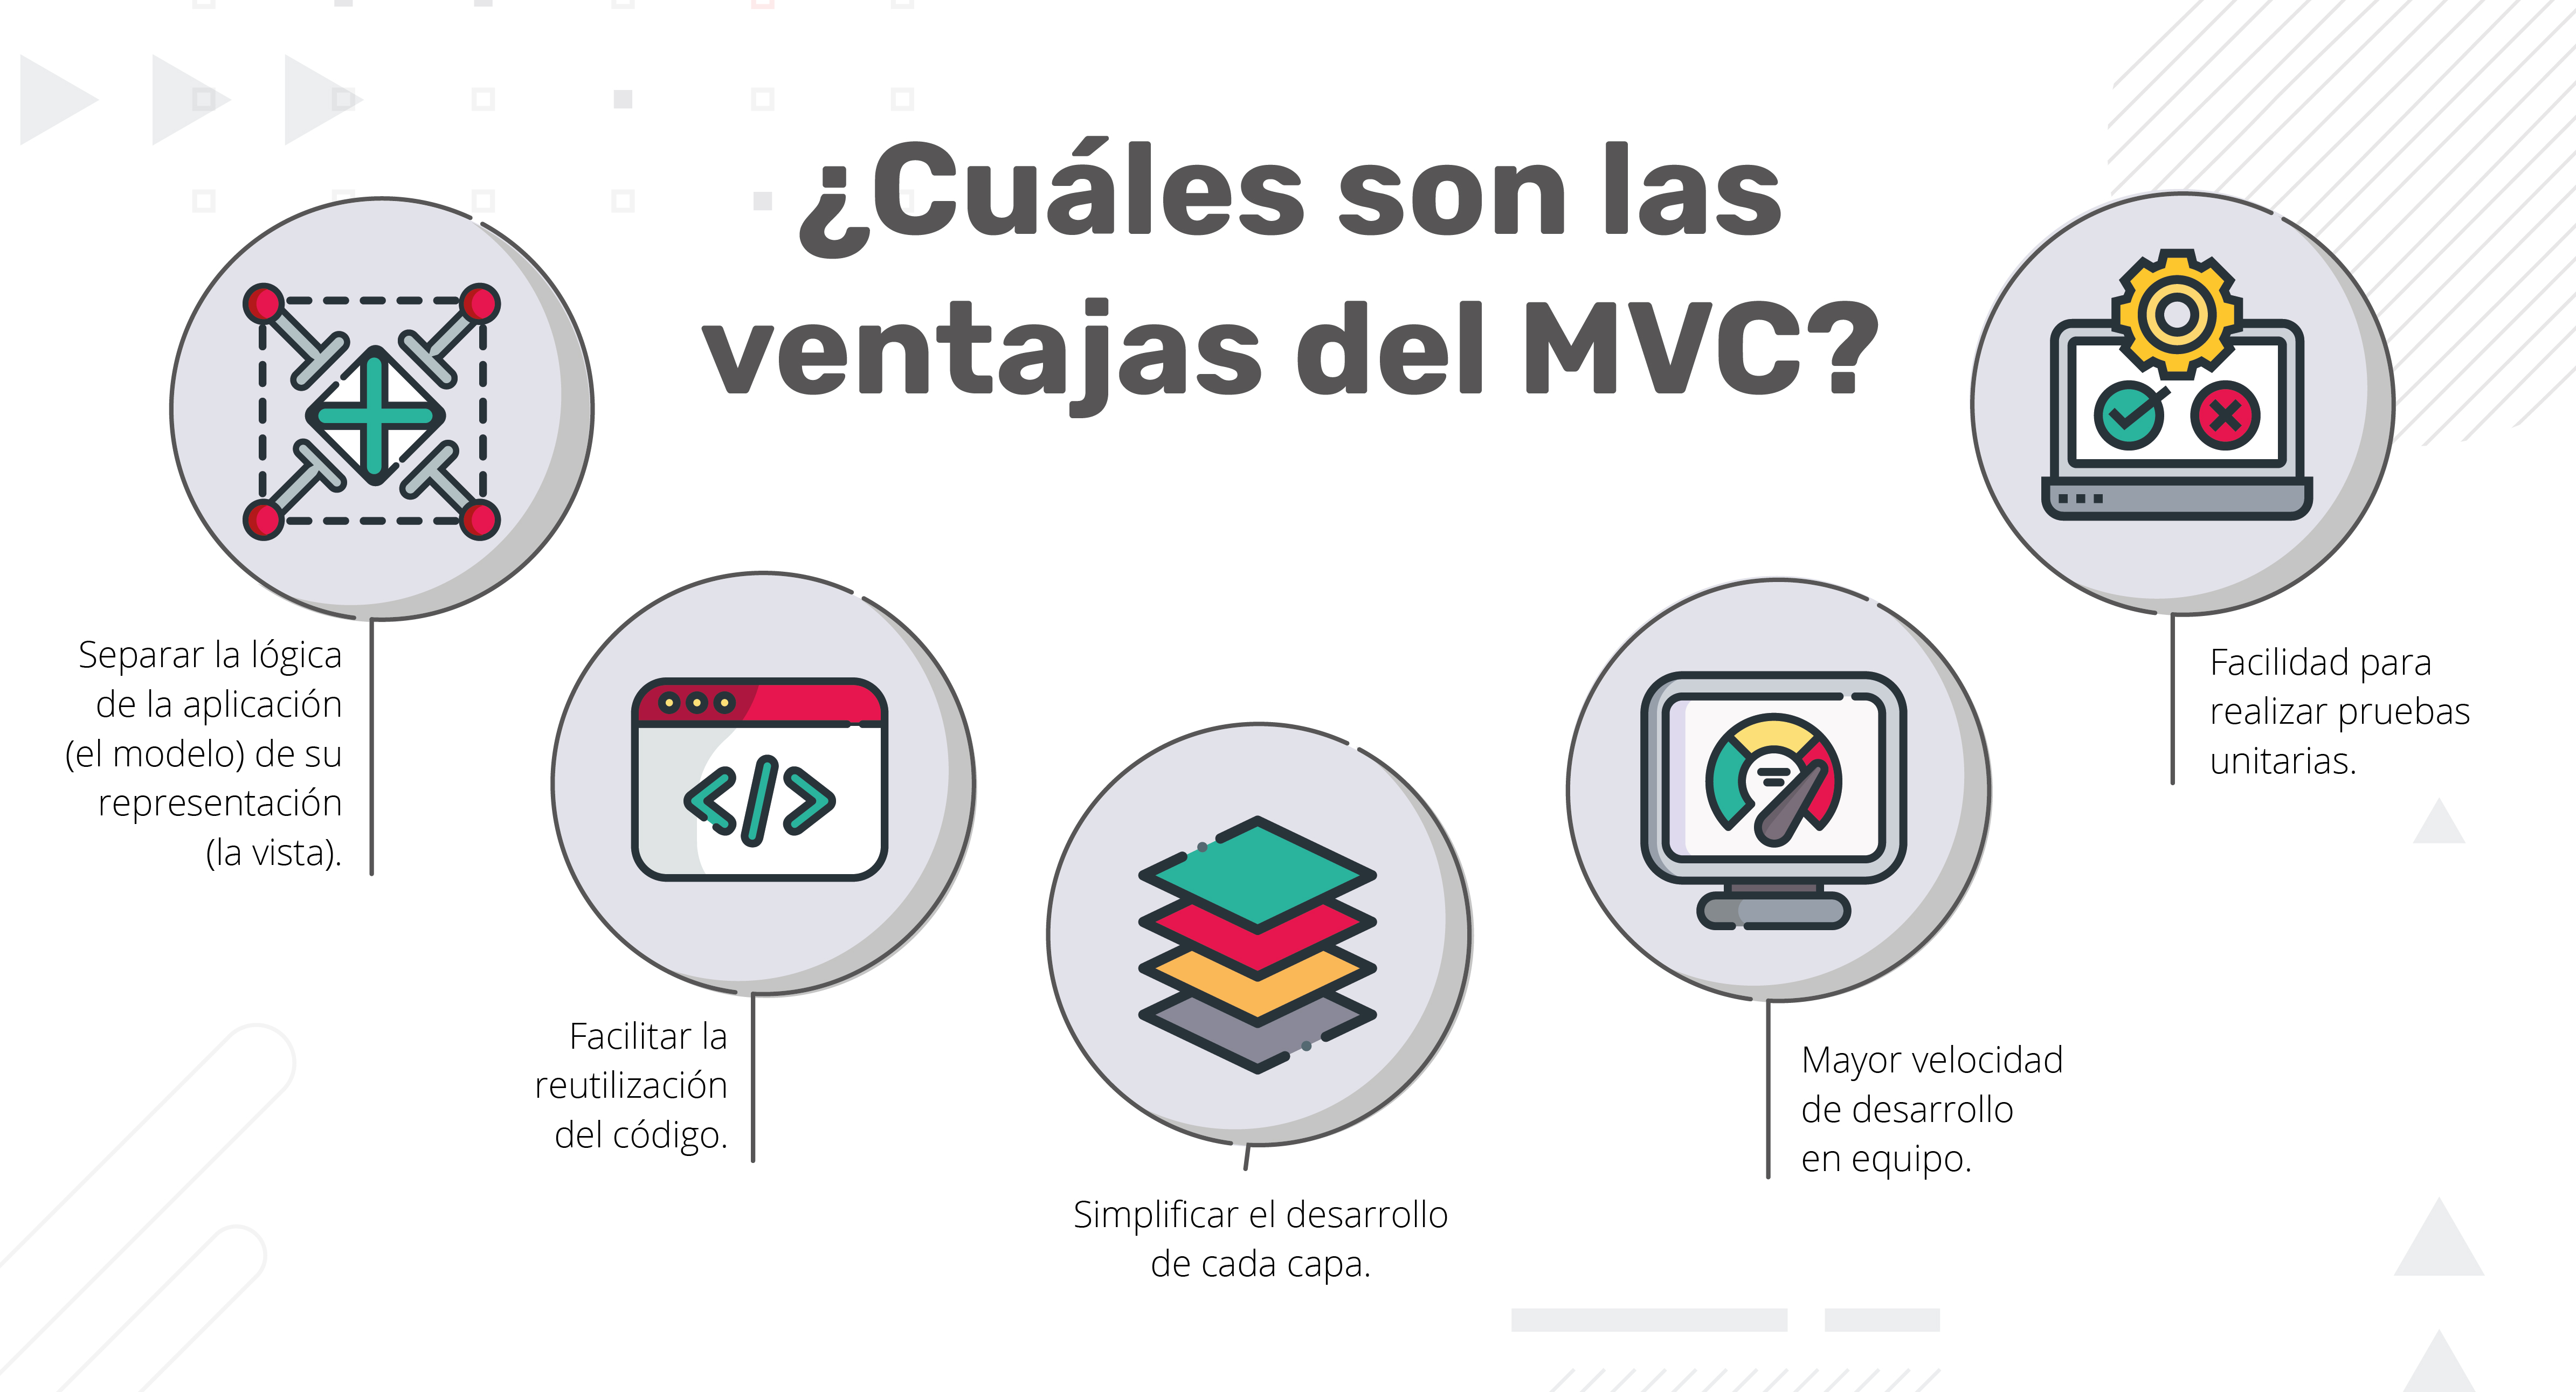 ¿Cuáles son las
ventajas del MVC?
Separar la lógica
de la aplicación
(el modelo) de su
representación
(la vista).
Facilitar la
reutilización
del código.
Simplificar el desarrollo
de cada capa.
Mayor velocidad
de desarrollo
en equipo.
Facilidad para
realizar pruebas
unitarias.